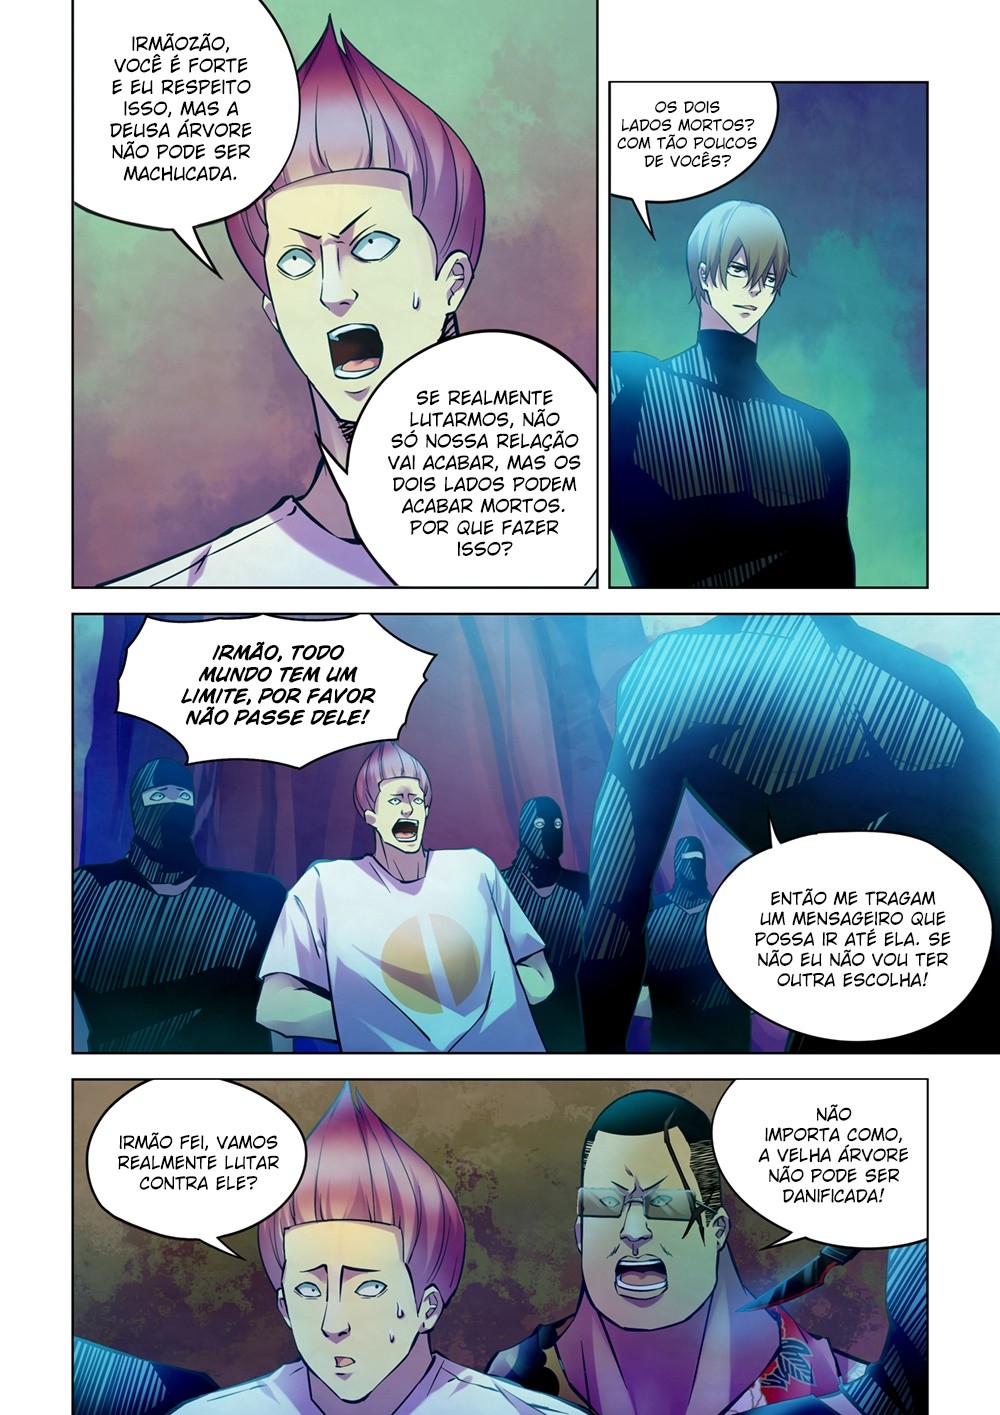 IRMÃOZÃO,
VOCÊ É FORTE
E EU RESPEITO
ISSO, MAS A
DEUSA ÁRVORE
NÃO PODE SER
MACHUCADA.
SE REALMENTE
LUTARMOS, NÃO
SÓ NOSSA RELAÇÃO
VAI ACABAR, MAS OS
DOIS LADOS PODEM
ACABAR MORTOS.
POR QUE FAZER
ISSO?
OS DOIS
LADOS MORTOS?
COM TÃO POUCOS
DE VOCÊS?
IRMÃO, TODO
MUNDO TEM UM
LIMITE, POR FAVOR
NÃO PASSE DELE!
ENTÃO ME TRAGAM
UM MENSAGEIRO QUE
POSSA IR ATÉ ELA. SE
NÃO EU NÃO VOU TER
OUTRA ESCOLHA!
IRMÃO FEI, VAMOS
REALMENTE LUTAR
CONTRA ELE?
NÃO
IMPORTA COMO,
A VELHA ÁRVORE
NÃO PODE SER
DANIFICADA!